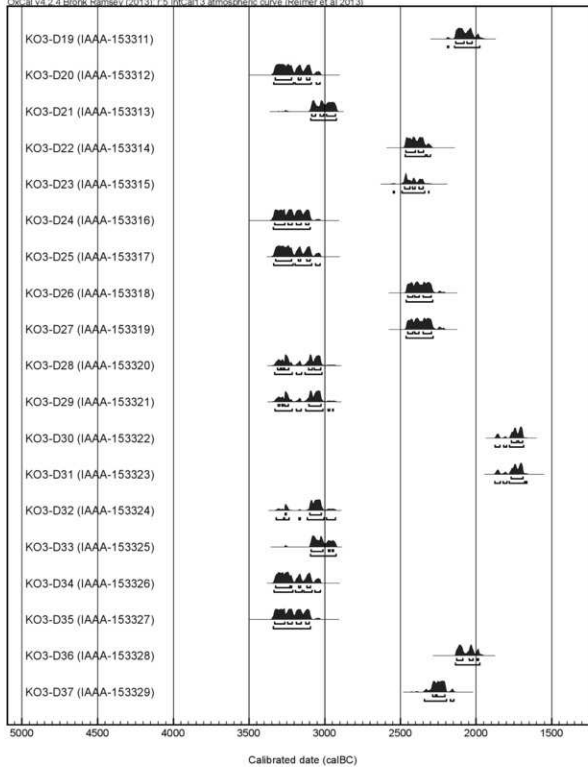 OxCal v4.2.4 Bronk Ramsey (2013); r:5 IntCal13 atmospheric curve (Reimer et al 2013)
KO3-D19 (IAAA-153311)
KO3-D20 (IAAA-153312)
KO3-D21 (IAAA-153313)
KO3-D22 (IAAA-153314)
KO3-D23 (IAAA-153315)
KO3-D24 (IAAA-153316)
KO3-D25 (IAAA-153317)
KO3-D26 (IAAA-153318)
KO3-D27 (IAAA-153319)
KO3-D28 (IAAA-153320)
KO3-D29 (IAAA-153321)
KO3-D30 (IAAA-153322)
KO3-D31 (IAAA-153323)
KO3-D32 (IAAA-153324)
KO3-D33 (IAAA-153325)
KO3-D34 (IAAA-153326)
KO3-D35 (IAAA-153327)
KO3-D36 (IAAA-153328)
KO3-D37 (IAAA-153329)
5000 4500 4000 3500 3000 2500 2000 1500
Calibrated date (calBC)